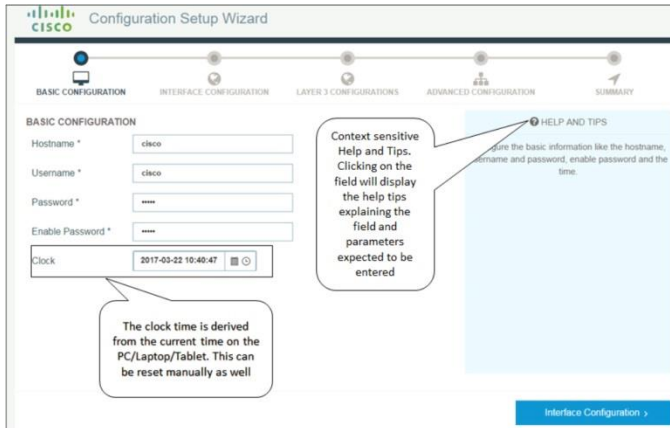 CISCO
Configuration Setup Wizard
BASIC CONFIGURATION
INTERFACE CONFIGURATION
LAYER 3 CONFIGURATIONS
ADVANCED CONFIGURATION
SUMMARY
BASIC CONFIGURATION
Hostname *
cisco
Username *
cisco
Password *
•••••
Enable Password *
•••••
Clock
2017-03-22 10:40:47
The clock time is derived
from the current time on the
PC/Laptop/Tablet. This can
be reset manually as well
Context sensitive
Help and Tips.
Clicking on the
field will display
the help tips
explaining the
field and
parameters
expected to be
entered
HELP AND TIPS
the basic information like the hostname,
and password, enable password and the
time.
Interface Configuration >